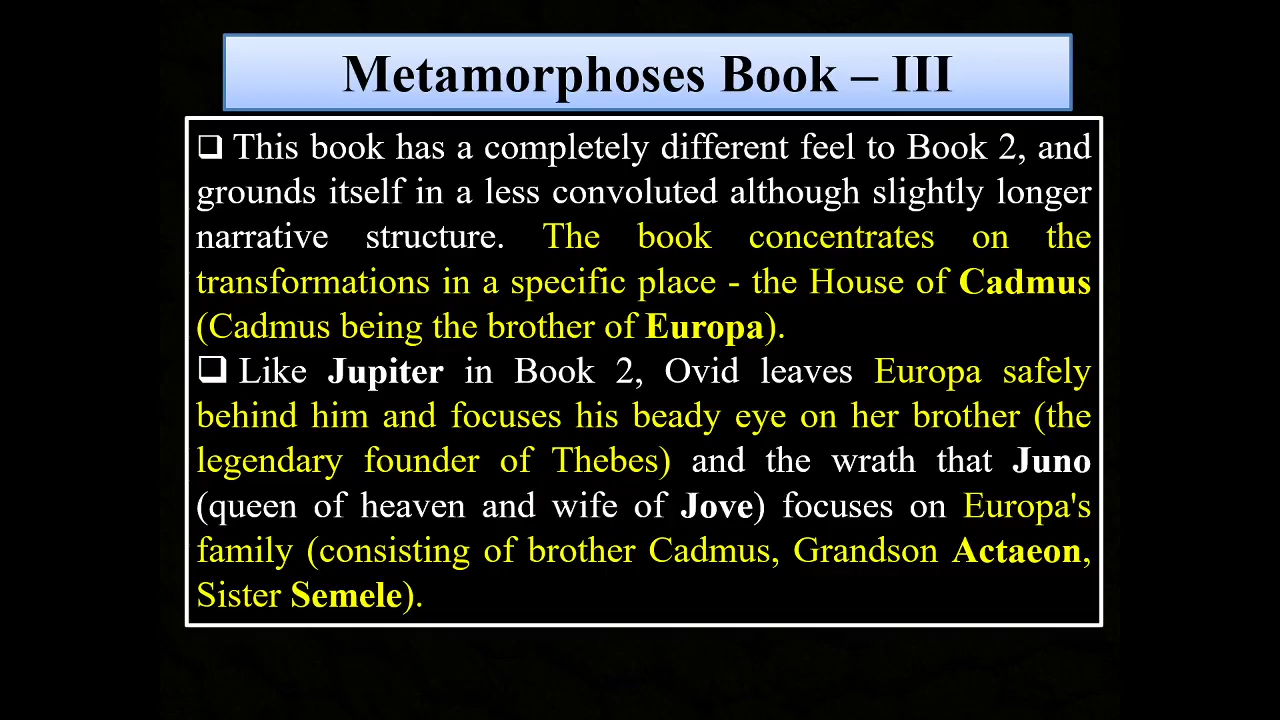 Metamorphoses Book – III
❑ This book has a completely different feel to Book 2, and
grounds itself in a less convoluted although slightly longer
narrative structure. The book concentrates on the
transformations in a specific place - the House of Cadmus
(Cadmus being the brother of Europa).
❑ Like Jupiter in Book 2, Ovid leaves Europa safely
behind him and focuses his beady eye on her brother (the
legendary founder of Thebes) and the wrath that Juno
(queen of heaven and wife of Jove) focuses on Europa's
family (consisting of brother Cadmus, Grandson Actaeon,
Sister Semele).